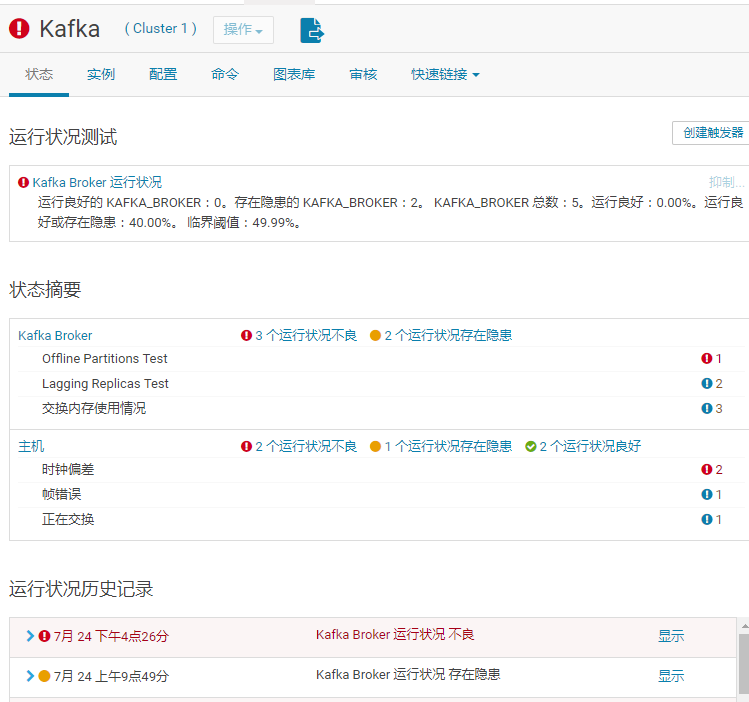 Kafka ( Cluster 1 ) 操作
状态 实例 配置 命令 图表库 审核 快速链接
运行状况测试 创建触发器
Kafka Broker 运行状况 抑制...
运行良好的 KAFKA_BROKER：0。存在隐患的 KAFKA_BROKER：2。 KAFKA_BROKER 总数：5。运行良好：0.00%。运行良
好或存在隐患：40.00%。 临界阈值：49.99%。
状态摘要
Kafka Broker 3 个运行状况不良 2 个运行状况存在隐患
Offline Partitions Test 1
Lagging Replicas Test 2
交换内存使用情况 3
主机 2 个运行状况不良 1 个运行状况存在隐患 2 个运行状况良好
时钟偏差 2
帧错误 1
正在交换 1
运行状况历史记录
7月 24 下午4点26分 Kafka Broker 运行状况 不良 显示
7月 24 上午9点49分 Kafka Broker 运行状况 存在隐患 显示